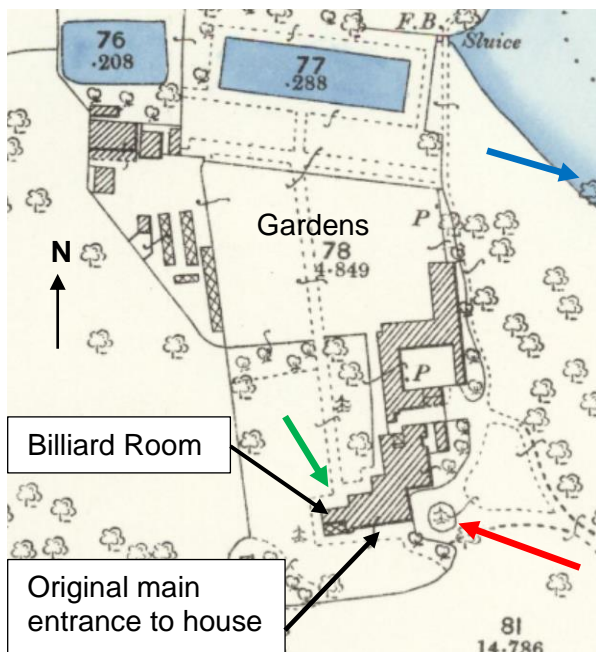 76
.208
F.B.
Sluice
77
.288
Gardens
P
78
4.849
N
P
Billiard Room
Original main
entrance to house
81
14.786